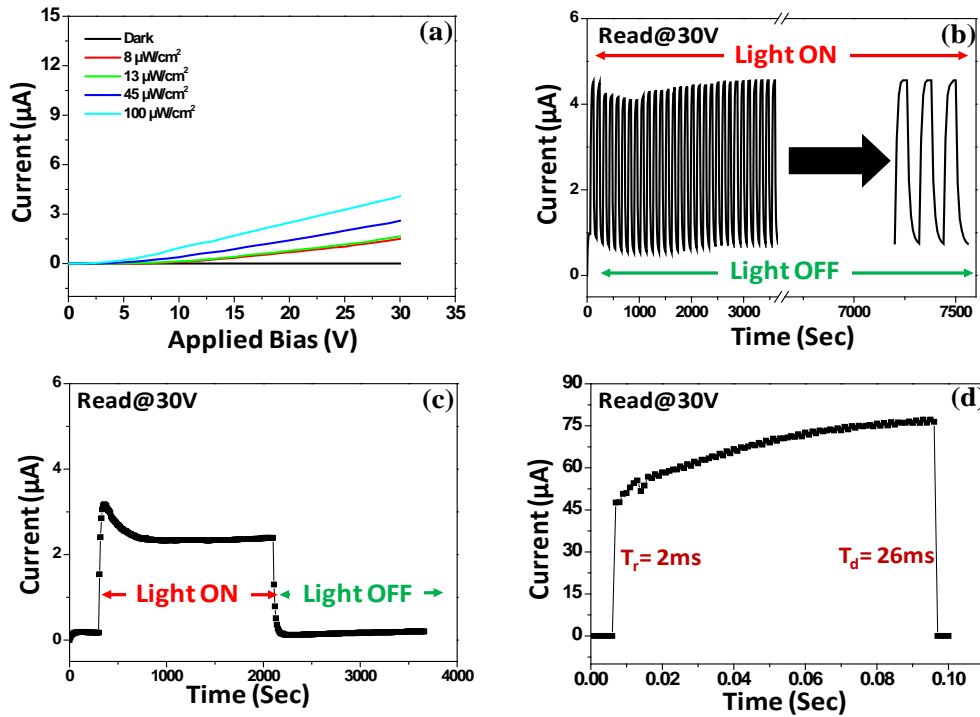 (a)
Dark
8 µW/cm²
13 µW/cm²
45 µW/cm²
100 µW/cm²
15
12
9
6
3
0
Current (µA)
0 5 10 15 20 25 30 35
Applied Bias (V)
(b)
Read@30V
Light ON
Light OFF
6
4
2
0
Current (µA)
0 1000 2000 3000 7000 7500
Time (Sec)
(c)
Read@30V
Light ON Light OFF
6
4
2
0
Current (µA)
0 1000 2000 3000 4000
Time (Sec)
(d)
Read@30V
Tr= 2ms
Td= 26ms
90
75
60
45
30
15
0
Current (µA)
0.00 0.02 0.04 0.06 0.08 0.10
Time (Sec)